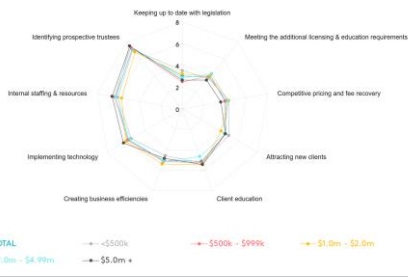 Keeping up to date with legislation
8
Identifying prospective trustees
Meeting the additional licensing & education requirements
6
4
Internal staffing & resources
2
Competitive pricing and fee recovery
0
Implementing technology
Attracting new clients
Creating business efficiencies
Client education
OTAL
<$500k
$500k - $999k
$1.0m - $2.0m
.0m - $4.99m
$5.0m +